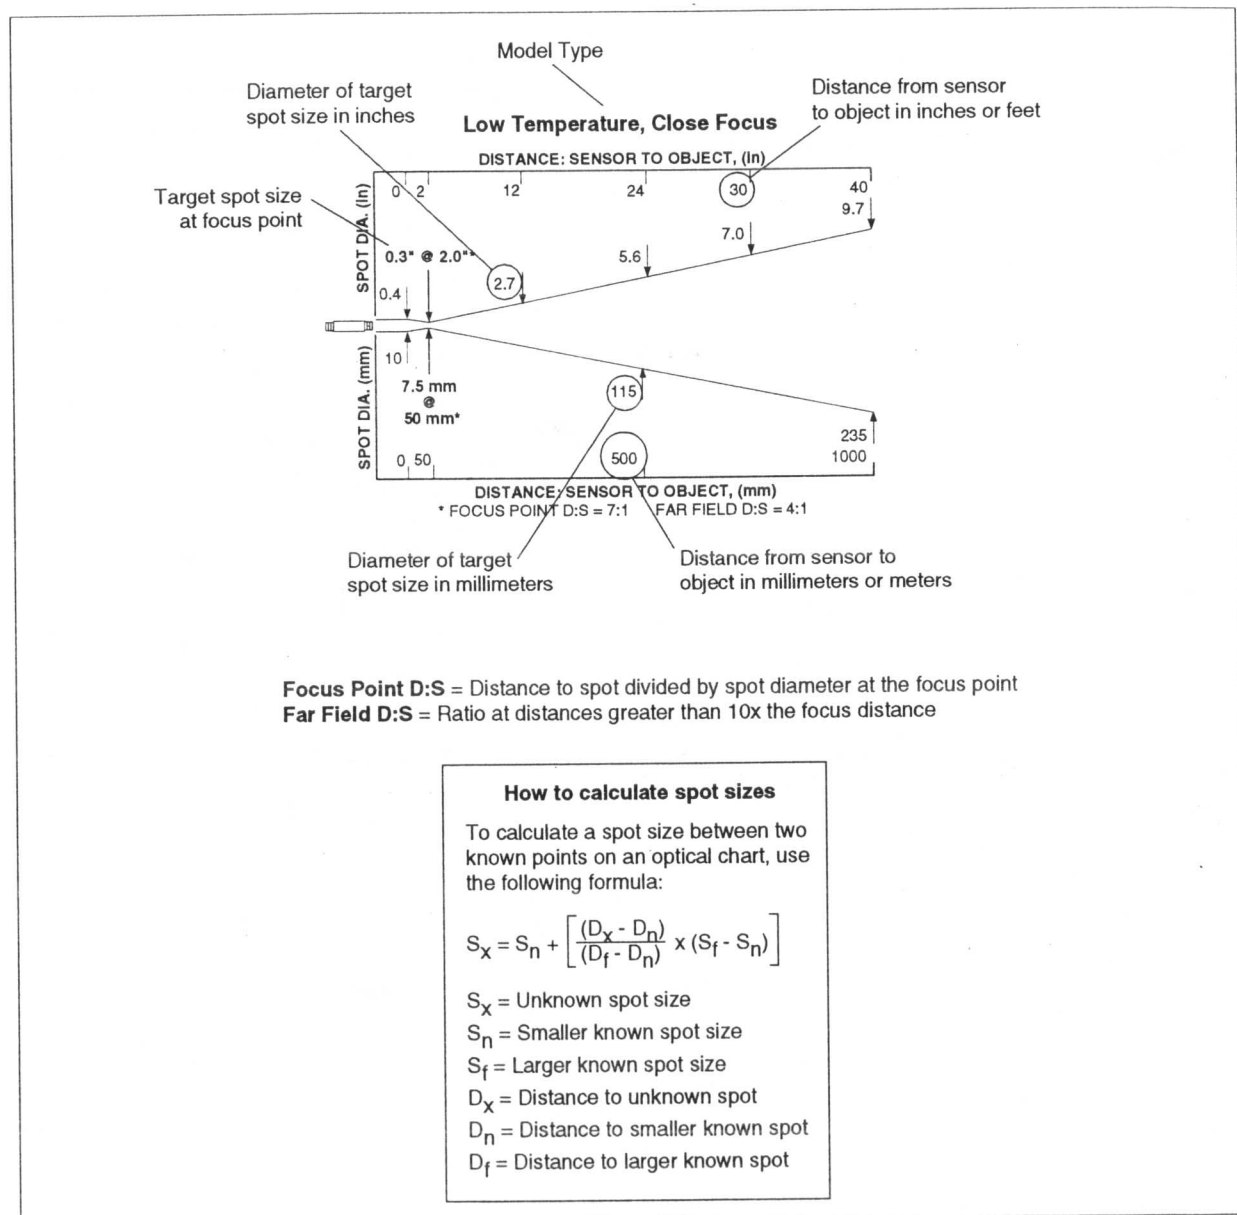 Model Type
Diameter of target
spot size in inches
Distance from sensor
to object in inches or feet
Low Temperature, Close Focus
DISTANCE: SENSOR TO OBJECT, (In)
Target spot size
at focus point
SPOT DIA. (In)
0 2 12 24 30 40
9.7
7.0
5.6
0.3" @ 2.0"*
2.7
0.4
10
SPOT DIA. (mm)
7.5 mm
@
50 mm*
115
235
0 50 500 1000
DISTANCE: SENSOR TO OBJECT, (mm)
* FOCUS POINT D:S = 7:1 FAR FIELD D:S = 4:1
Diameter of target
spot size in millimeters
Distance from sensor to
object in millimeters or meters
Focus Point D:S = Distance to spot divided by spot diameter at the focus point
Far Field D:S = Ratio at distances greater than 10x the focus distance
How to calculate spot sizes
To calculate a spot size between two
known points on an optical chart, use
the following formula:
Sx = Sn + [(Dx - Dn)/(Df - Dn) x (Sf - Sn)]
Sx = Unknown spot size
Sn = Smaller known spot size
Sf = Larger known spot size
Dx = Distance to unknown spot
Dn = Distance to smaller known spot
Df = Distance to larger known spot